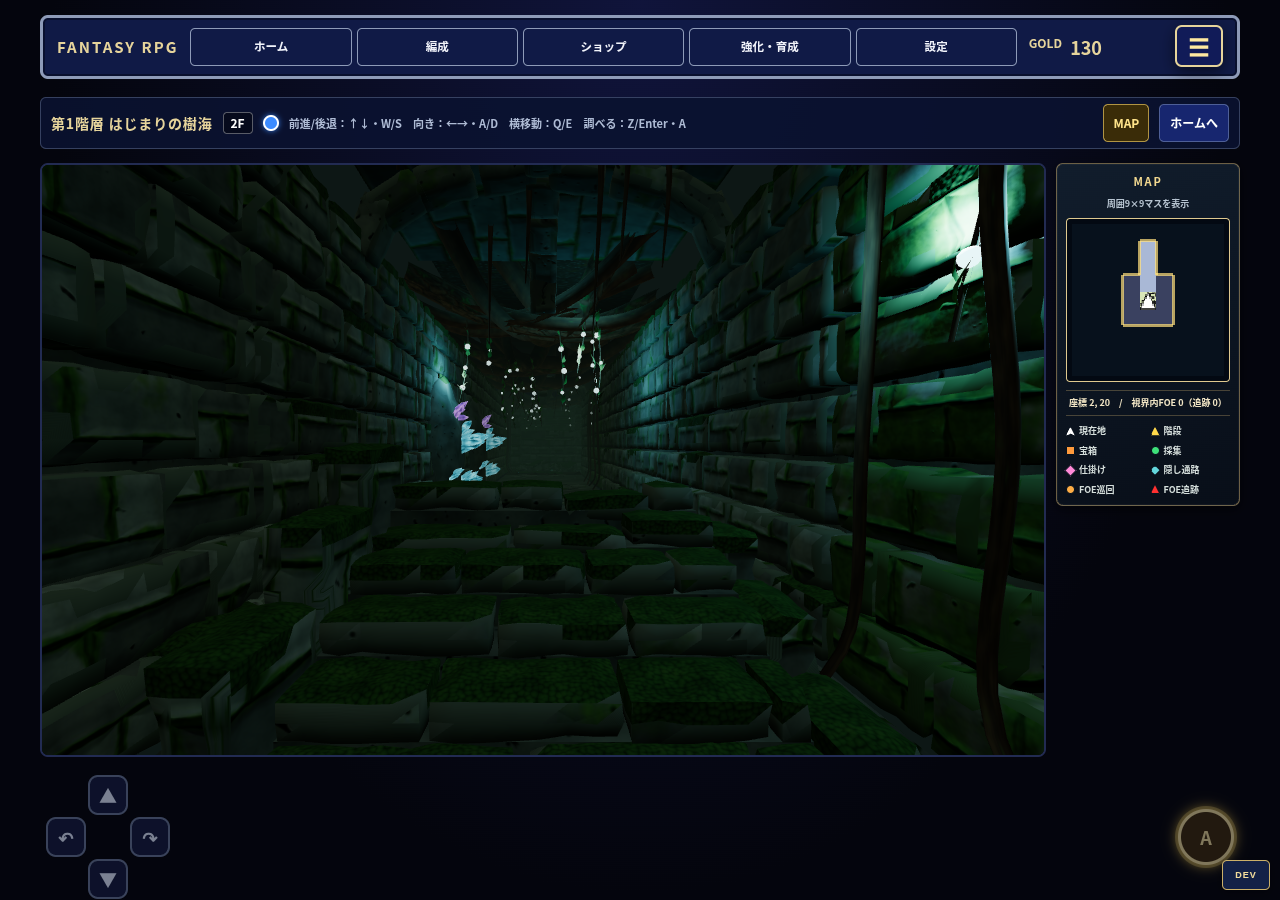 FANTASY RPG
ホーム
編成
ショップ
強化・育成
設定
GOLD 130
第1階層 はじまりの樹海
2F
前進/後退：↑↓・W/S 向き：←→・A/D 横移動：Q/E 調べる：Z/Enter・A
MAP
ホームへ
MAP
周囲9×9マスを表示
座標 2, 20 / 視界内FOE 0（追跡 0）
現在地
階段
宝箱
採集
仕掛け
隠し通路
FOE巡回
FOE追跡
A
DEV